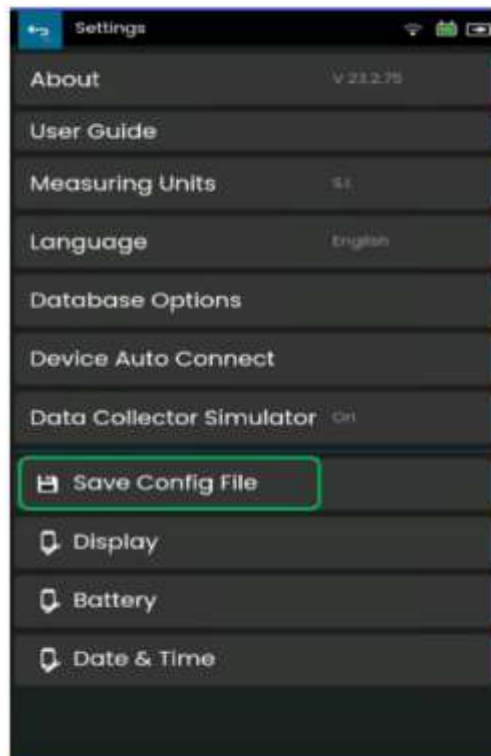 Settings
About V 23.2.75
User Guide
Measuring Units S.I.
Language English
Database Options
Device Auto Connect
Data Collector Simulator On
Save Config File
Display
Battery
Date & Time